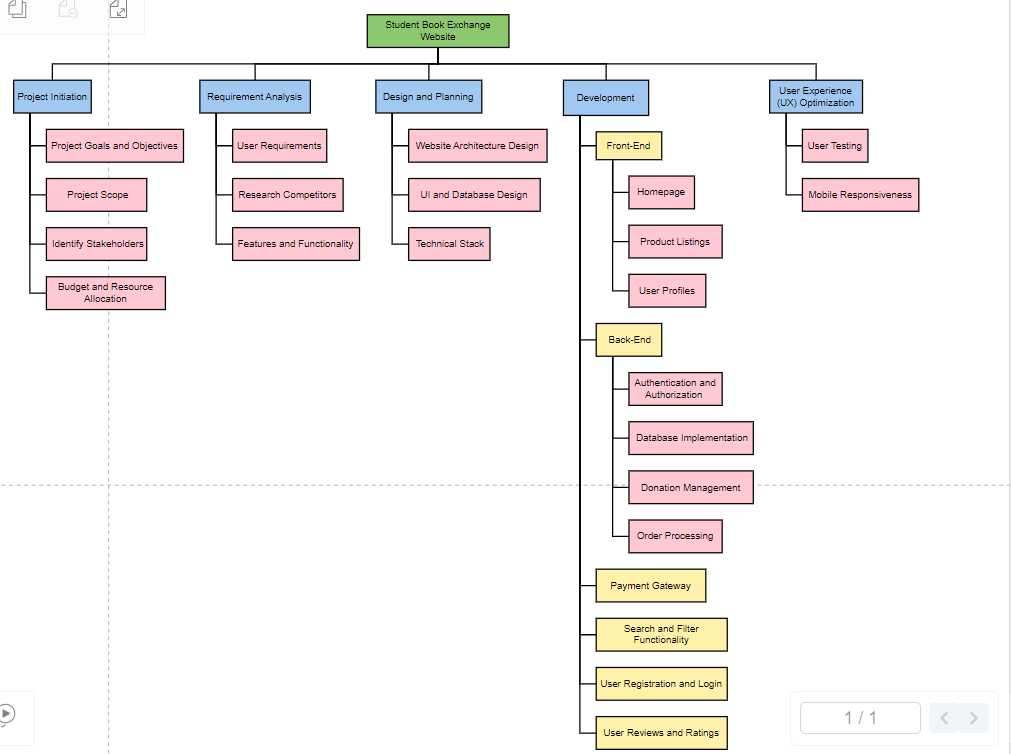 Student Book Exchange
Website
Project Initiation
Project Goals and Objectives
Project Scope
Identify Stakeholders
Budget and Resource
Allocation
Requirement Analysis
User Requirements
Research Competitors
Features and Functionality
Design and Planning
Website Architecture Design
UI and Database Design
Technical Stack
Development
Front-End
Homepage
Product Listings
User Profiles
Back-End
Authentication and
Authorization
Database Implementation
Donation Management
Order Processing
Payment Gateway
Search and Filter
Functionality
User Registration and Login
User Reviews and Ratings
User Experience
(UX) Optimization
User Testing
Mobile Responsiveness
1 / 1